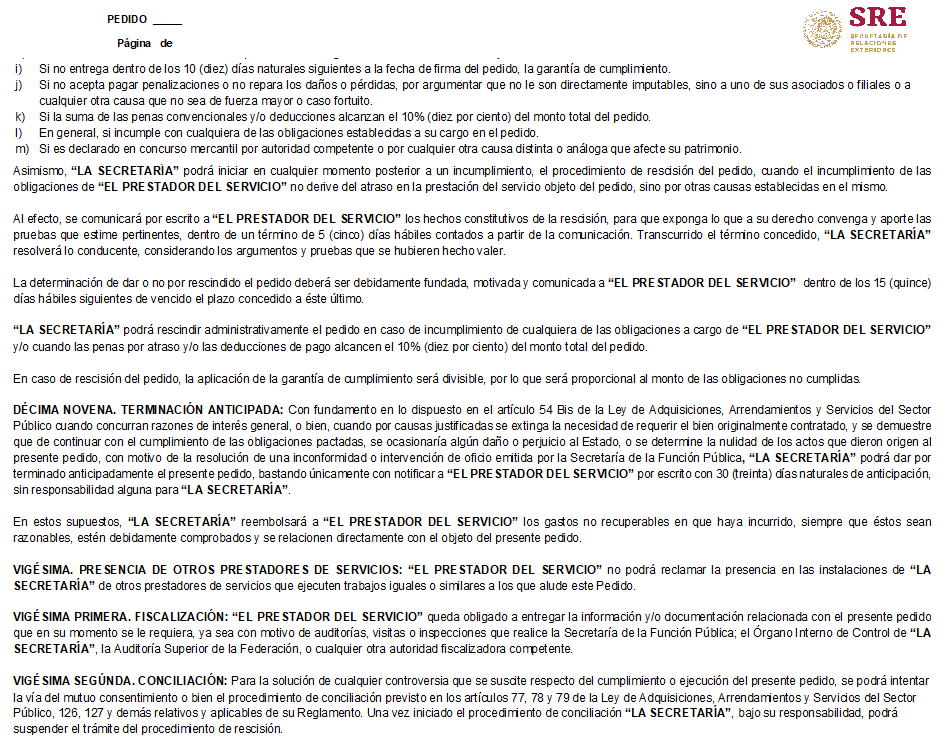 PEDIDO _____
SRE
SECRETARÍA DE
RELACIONES
EXTERIORES
Página de
i) Si no entrega dentro de los 10 (diez) días naturales siguientes a la fecha de firma del pedido, la garantía de cumplimiento.
j) Si no acepta pagar penalizaciones o no repara los daños o pérdidas, por argumentar que no le son directamente imputables, sino a uno de sus asociados o filiales o a
cualquier otra causa que no sea de fuerza mayor o caso fortuito.
k) Si la suma de las penas convencionales y/o deducciones alcanzan el 10% (diez por ciento) del monto total del pedido.
l) En general, si incumple con cualquiera de las obligaciones establecidas a su cargo en el pedido.
m) Si es declarado en concurso mercantil por autoridad competente o por cualquier otra causa distinta o análoga que afecte su patrimonio.
Asimismo, “LA SECRETARÍA” podrá iniciar en cualquier momento posterior a un incumplimiento, el procedimiento de rescisión del pedido, cuando el incumplimiento de las
obligaciones de “EL PRESTADOR DEL SERVICIO” no derive del atraso en la prestación del servicio objeto del pedido, sino por otras causas establecidas en el mismo.
Al efecto, se comunicará por escrito a “EL PRESTADOR DEL SERVICIO” los hechos constitutivos de la rescisión, para que exponga lo que a su derecho convenga y aporte las
pruebas que estime pertinentes, dentro de un término de 5 (cinco) días hábiles contados a partir de la comunicación. Transcurrido el término concedido, “LA SECRETARÍA”
resolverá lo conducente, considerando los argumentos y pruebas que se hubieren hecho valer.
La determinación de dar o no por rescindido el pedido deberá ser debidamente fundada, motivada y comunicada a “EL PRESTADOR DEL SERVICIO” dentro de los 15 (quince)
días hábiles siguientes de vencido el plazo concedido a éste último.
“LA SECRETARÍA” podrá rescindir administrativamente el pedido en caso de incumplimiento de cualquiera de las obligaciones a cargo de “EL PRESTADOR DEL SERVICIO”
y/o cuando las penas por atraso y/o las deducciones de pago alcancen el 10% (diez por ciento) del monto total del pedido.
En caso de rescisión del pedido, la aplicación de la garantía de cumplimiento será divisible, por lo que será proporcional al monto de las obligaciones no cumplidas.
DÉCIMA NOVENA. TERMINACIÓN ANTICIPADA: Con fundamento en lo dispuesto en el artículo 54 Bis de la Ley de Adquisiciones, Arrendamientos y Servicios del Sector
Público cuando concurran razones de interés general, o bien, cuando por causas justificadas se extinga la necesidad de requerir el bien originalmente contratado, y se demuestre
que de continuar con el cumplimiento de las obligaciones pactadas, se ocasionaría algún daño o perjuicio al Estado, o se determine la nulidad de los actos que dieron origen al
presente pedido, con motivo de la resolución de una inconformidad o intervención de oficio emitida por la Secretaría de la Función Pública, “LA SECRETARÍA” podrá dar por
terminado anticipadamente el presente pedido, bastando únicamente con notificar a “EL PRESTADOR DEL SERVICIO” por escrito con 30 (treinta) días naturales de anticipación,
sin responsabilidad alguna para “LA SECRETARÍA”.
En estos supuestos, “LA SECRETARÍA” reembolsará a “EL PRESTADOR DEL SERVICIO” los gastos no recuperables en que haya incurrido, siempre que éstos sean
razonables, estén debidamente comprobados y se relacionen directamente con el objeto del presente pedido.
VIGÉSIMA. PRESENCIA DE OTROS PRESTADORES DE SERVICIOS: “EL PRESTADOR DEL SERVICIO” no podrá reclamar la presencia en las instalaciones de “LA
SECRETARÍA” de otros prestadores de servicios que ejecuten trabajos iguales o similares a los que alude este Pedido.
VIGÉSIMA PRIMERA. FISCALIZACIÓN: “EL PRESTADOR DEL SERVICIO” queda obligado a entregar la información y/o documentación relacionada con el presente pedido
que en su momento se le requiera, ya sea con motivo de auditorías, visitas o inspecciones que realice la Secretaría de la Función Pública; el Órgano Interno de Control de “LA
SECRETARÍA”, la Auditoría Superior de la Federación, o cualquier otra autoridad fiscalizadora competente.
VIGÉSIMA SEGÚNDA. CONCILIACIÓN: Para la solución de cualquier controversia que se suscite respecto del cumplimiento o ejecución del presente pedido, se podrá intentar
la vía del mutuo consentimiento o bien el procedimiento de conciliación previsto en los artículos 77, 78 y 79 de la Ley de Adquisiciones, Arrendamientos y Servicios del Sector
Público, 126, 127 y demás relativos y aplicables de su Reglamento. Una vez iniciado el procedimiento de conciliación “LA SECRETARÍA”, bajo su responsabilidad, podrá
suspender el trámite del procedimiento de rescisión.